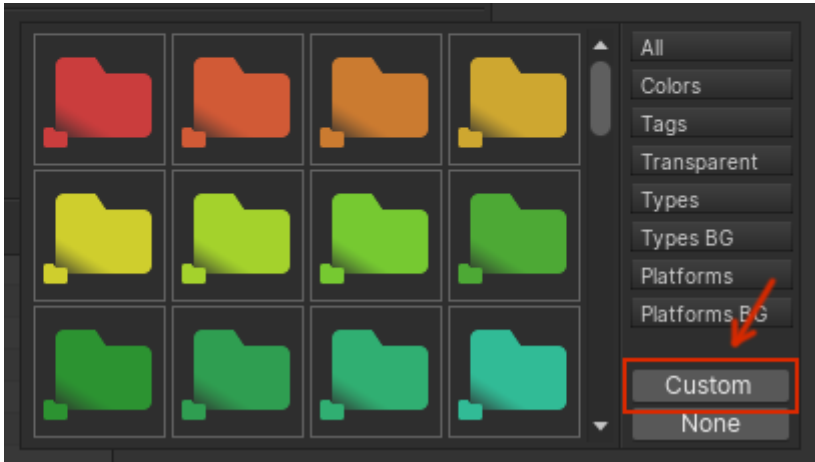 All
Colors
Tags
Transparent
Types
Types BG
Platforms
Platforms BG
Custom
None